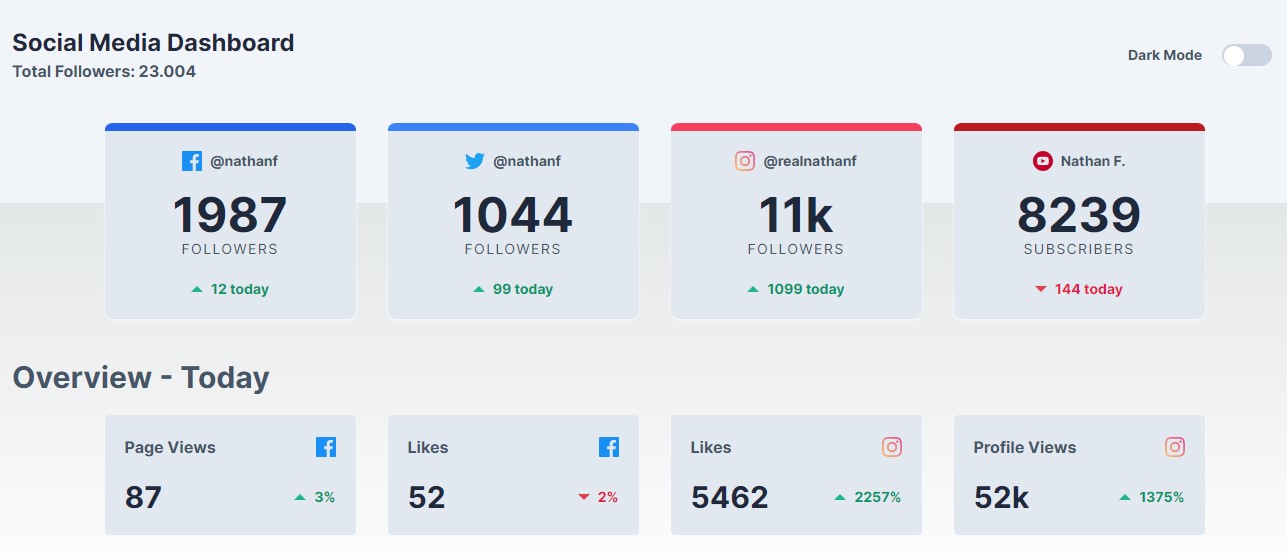 Social Media Dashboard
Total Followers: 23.004
Dark Mode
@nathanf
1987
FOLLOWERS
12 today
@nathanf
1044
FOLLOWERS
99 today
@realnathanf
11k
FOLLOWERS
1099 today
Nathan F.
8239
SUBSCRIBERS
144 today
Overview - Today
Page Views
87
3%
Likes
52
2%
Likes
5462
2257%
Profile Views
52k
1375%